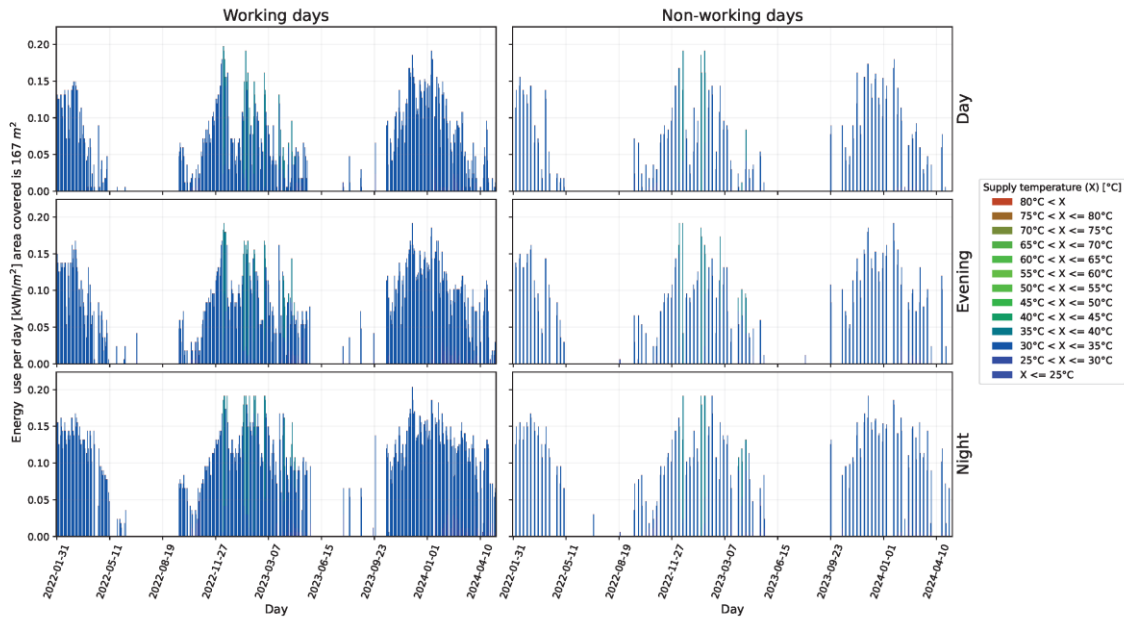 Working days
Non-working days
Energy use per day [kWh/m²] area covered is 167 m²
0.20
0.15
0.10
0.05
0.00
Day
0.20
0.15
0.10
0.05
0.00
Evening
0.20
0.15
0.10
0.05
0.00
Night
2022-01-31
2022-05-11
2022-08-19
2022-11-27
2023-03-07
2023-06-15
2023-09-23
2024-01-01
2024-04-10
2022-01-31
2022-05-11
2022-08-19
2022-11-27
2023-03-07
2023-06-15
2023-09-23
2024-01-01
2024-04-10
Day
Day
Supply temperature (X) [°C]
80°C < X
75°C < X <= 80°C
70°C < X <= 75°C
65°C < X <= 70°C
60°C < X <= 65°C
55°C < X <= 60°C
50°C < X <= 55°C
45°C < X <= 50°C
40°C < X <= 45°C
35°C < X <= 40°C
30°C < X <= 35°C
25°C < X <= 30°C
X <= 25°C